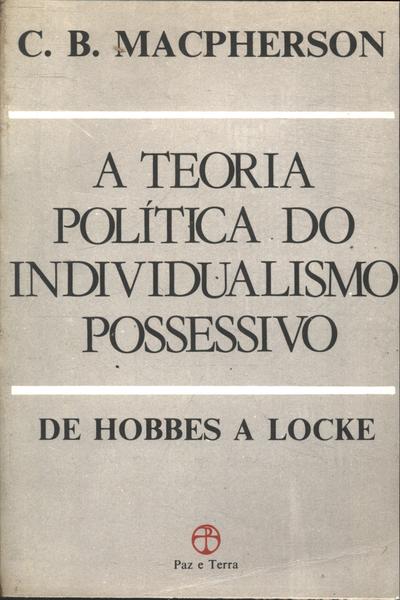 C. B. MACPHERSON
A TEORIA
POLÍTICA DO
INDIVIDUALISMO
POSSESSIVO
DE HOBBES A LOCKE
Paz e Terra